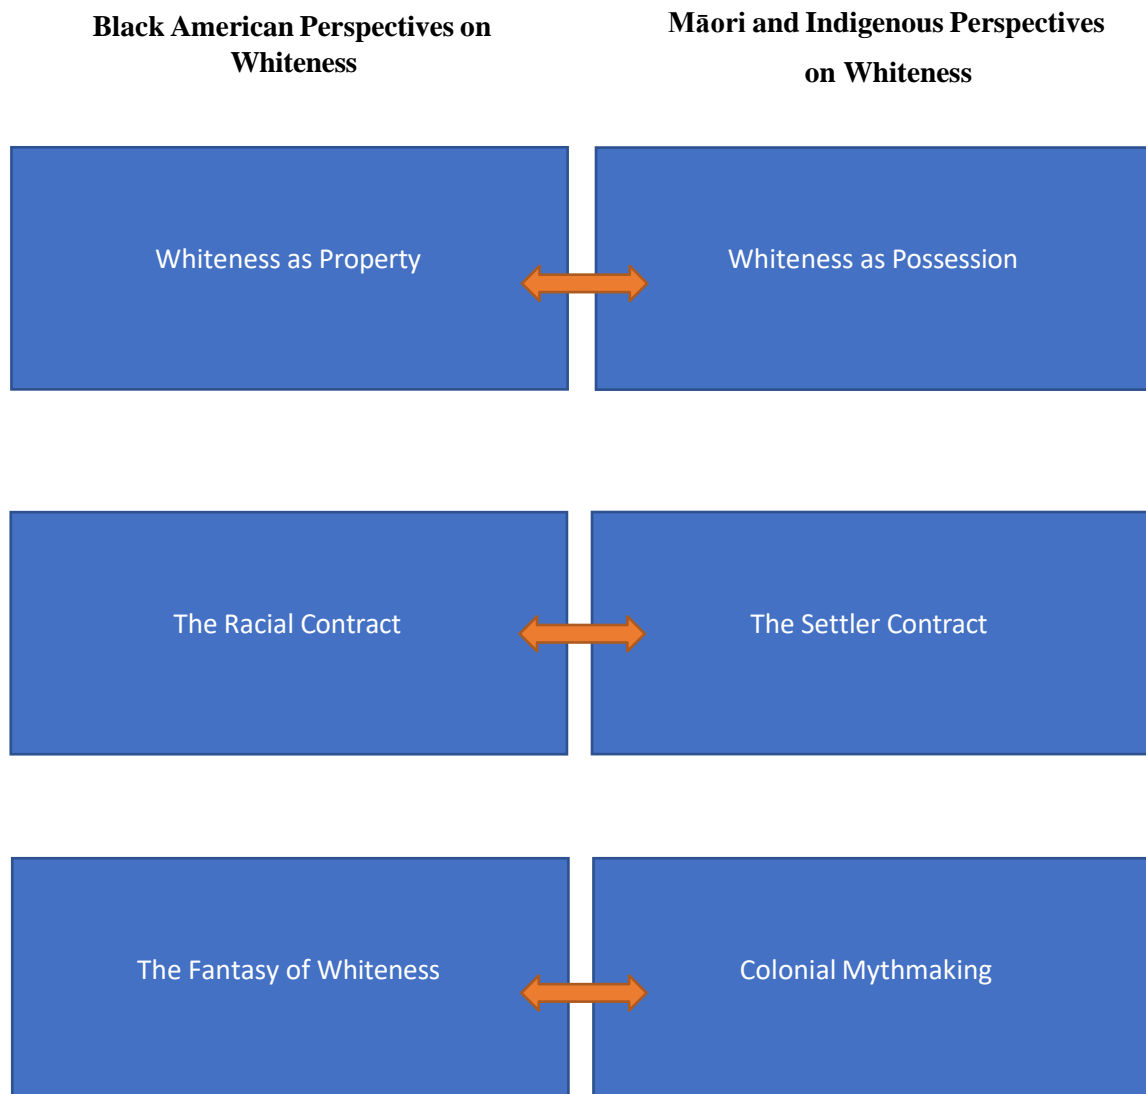 Black American Perspectives on
Whiteness
Māori and Indigenous Perspectives
on Whiteness
Whiteness as Property
Whiteness as Possession
The Racial Contract
The Settler Contract
The Fantasy of Whiteness
Colonial Mythmaking